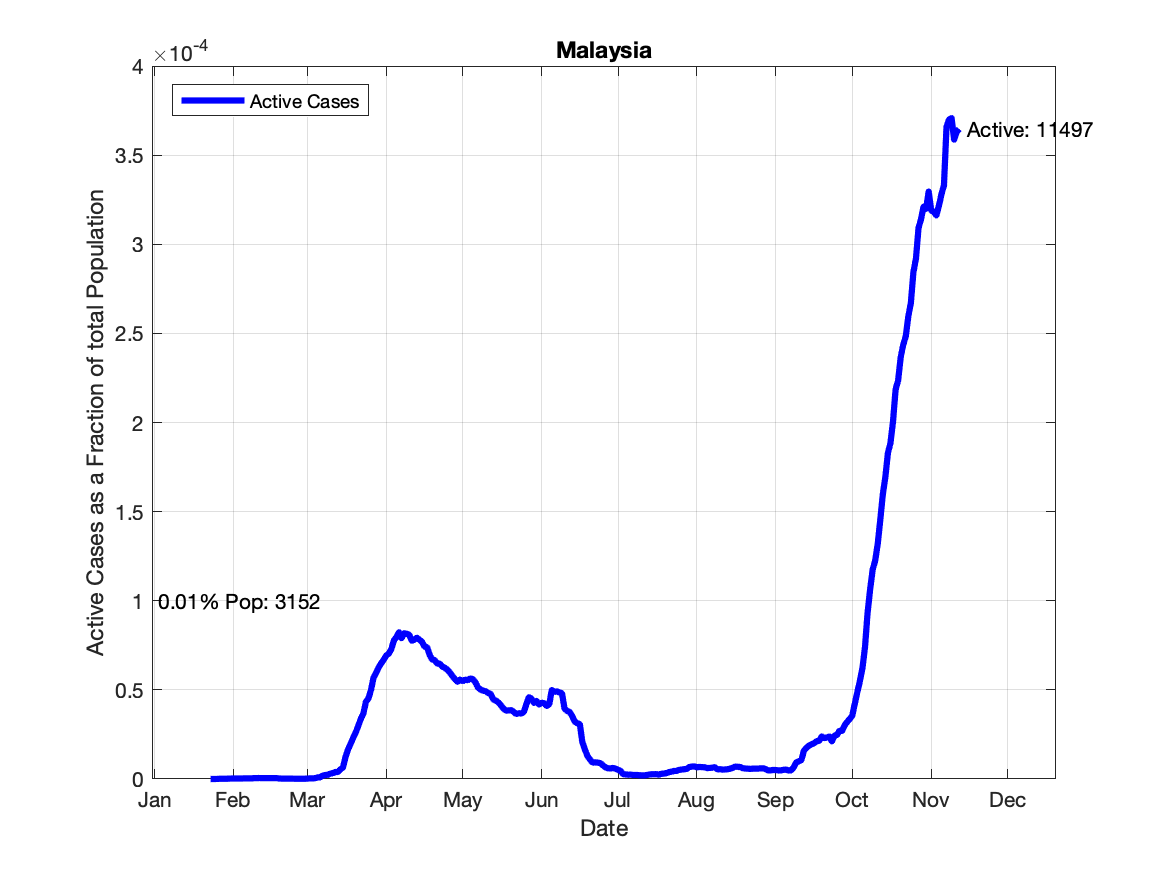 Malaysia
×10-4
Active Cases
Active: 11497
0.01% Pop: 3152
4
3.5
3
2.5
2
1.5
1
0.5
0
Active Cases as a Fraction of total Population
Jan Feb Mar Apr May Jun Jul Aug Sep Oct Nov Dec
Date